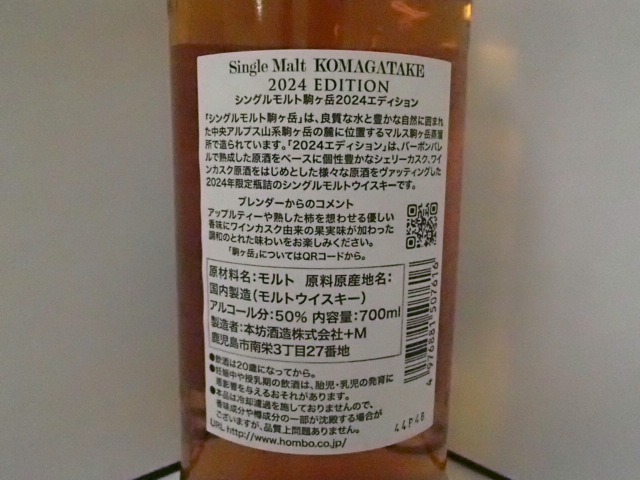 Single Malt KOMAGATAKE
2024 EDITION
シングルモルト駒ヶ岳2024エディション
「シングルモルト駒ヶ岳」は、良質な水と豊かな自然に囲まれ
た中央アルプス山系駒ヶ岳の麓に位置するマルス駒ヶ岳蒸溜
所で造られています。「2024エディション」は、バーボンバレ
ルで熟成した原酒をベースに個性豊かなシェリーカスク、ワイ
ンカスク原酒をはじめとした様々な原酒をヴァッティングした
2024年限定瓶詰のシングルモルトウイスキーです。
ブレンダーからのコメント
アップルティーや熟した柿を想わせる優しい
香味にワインカスク由来の果実味が加わった
調和のとれた味わいをお楽しみください。
「駒ヶ岳」についてはQRコードから。
原材料名:モルト 原料原産地名:
国内製造(モルトウイスキー)
アルコール分:50% 内容量:700ml
製造者:本坊酒造株式会社+M
鹿児島市南栄3丁目27番地
●飲酒は20歳になってから。
●妊娠中や授乳期の飲酒は、胎児・乳児の発育に
悪影響を与えるおそれがあります。
●本品は冷却濾過を施しておりませんので、
香味成分や樽成分の一部が沈殿する場合が
ございますが、品質上問題ありません。
URL http://www.hombo.co.jp/
4 976881 507616
44P4B